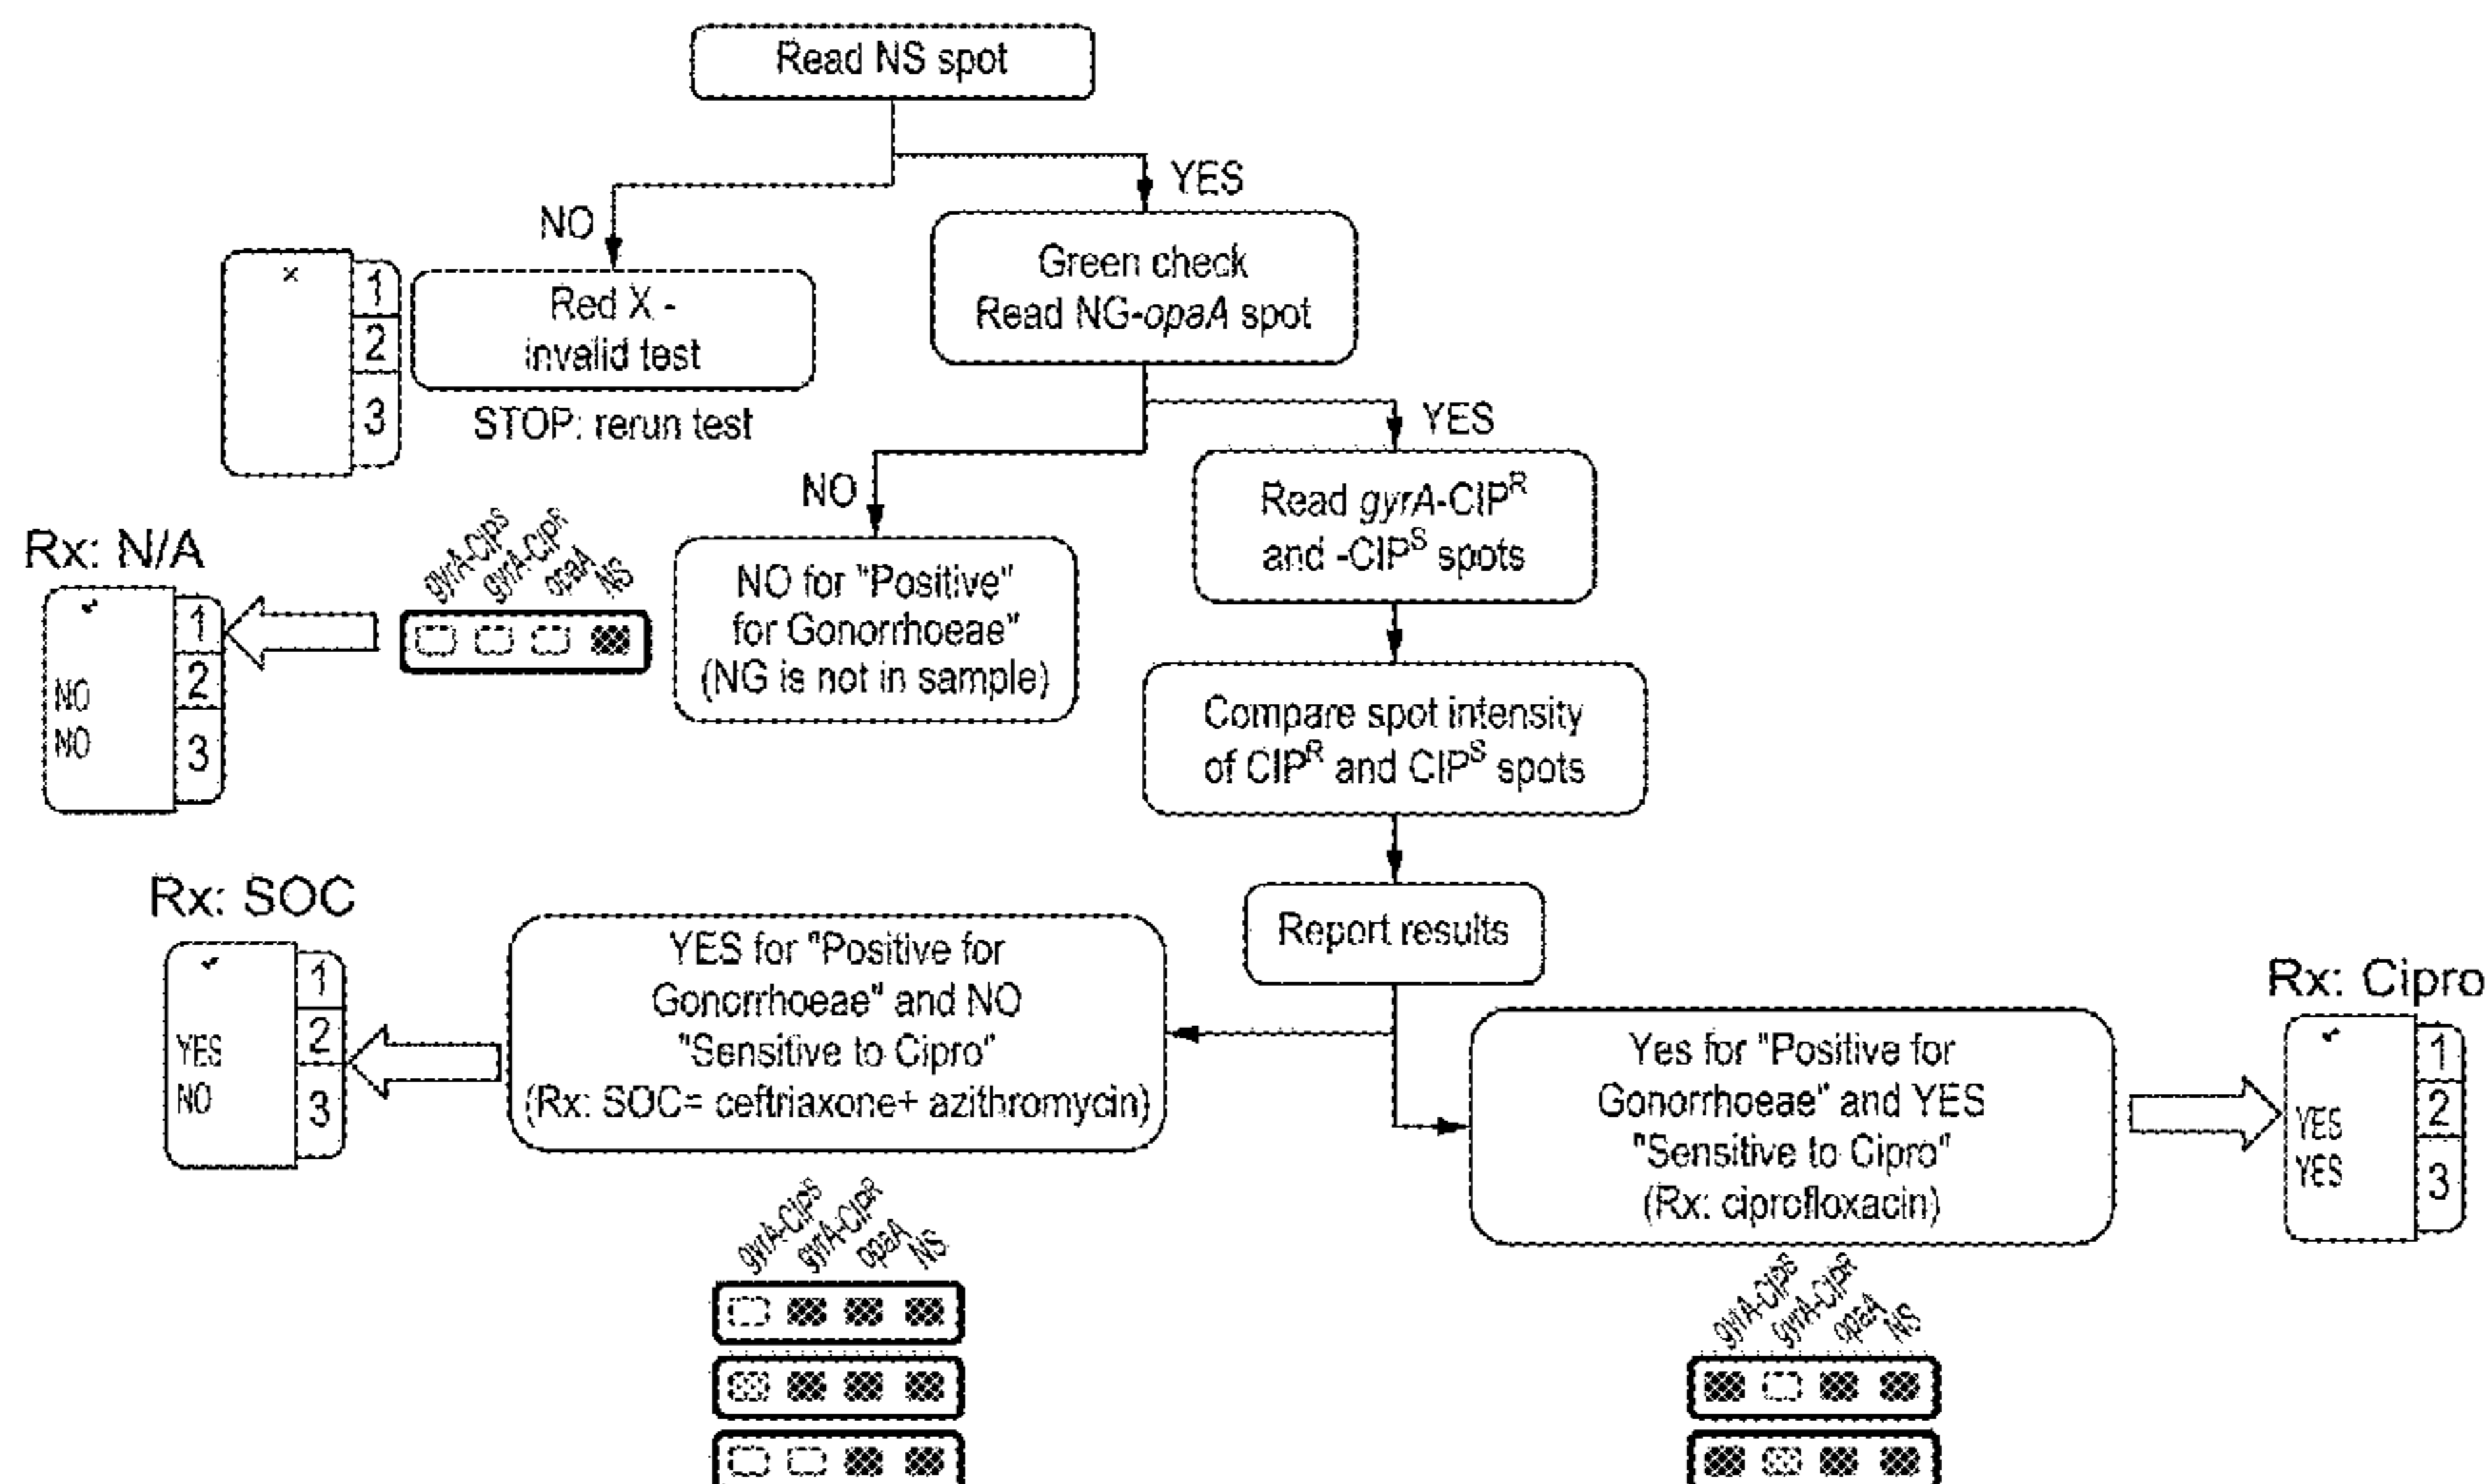 Read NS spot
YES
NO
Green check
Read NG-opaA spot
×
1
2
3
Red X -
invalid test
STOP: rerun test
YES
NO
Read gyrA-CIP^R
and -CIP^S spots
Rx: N/A
✓
NO
NO
1
2
3
gyrA-CIPS
gyrA-CIPR
opaA
NS
NO for "Positive"
for Gonorrhoeae"
(NG is not in sample)
Compare spot intensity
of CIP^R and CIP^S spots
Report results
Rx: SOC
✓
YES
NO
1
2
3
YES for "Positive for
Gonorrhoeae" and NO
"Sensitive to Cipro"
(Rx: SOC= ceftriaxone+ azithromycin)
Yes for "Positive for
Gonorrhoeae" and YES
"Sensitive to Cipro"
(Rx: ciprofloxacin)
Rx: Cipro
✓
YES
YES
1
2
3
gyrA-CIPS
gyrA-CIPR
opaA
NS
gyrA-CIPS
gyrA-CIPR
opaA
NS